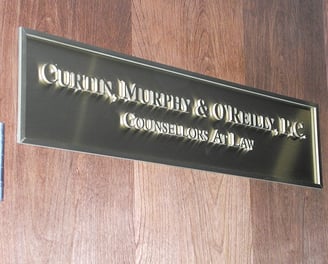 CURTIN, MURPHY & O'REILLY, P.C.
COUNSELLORS AT LAW